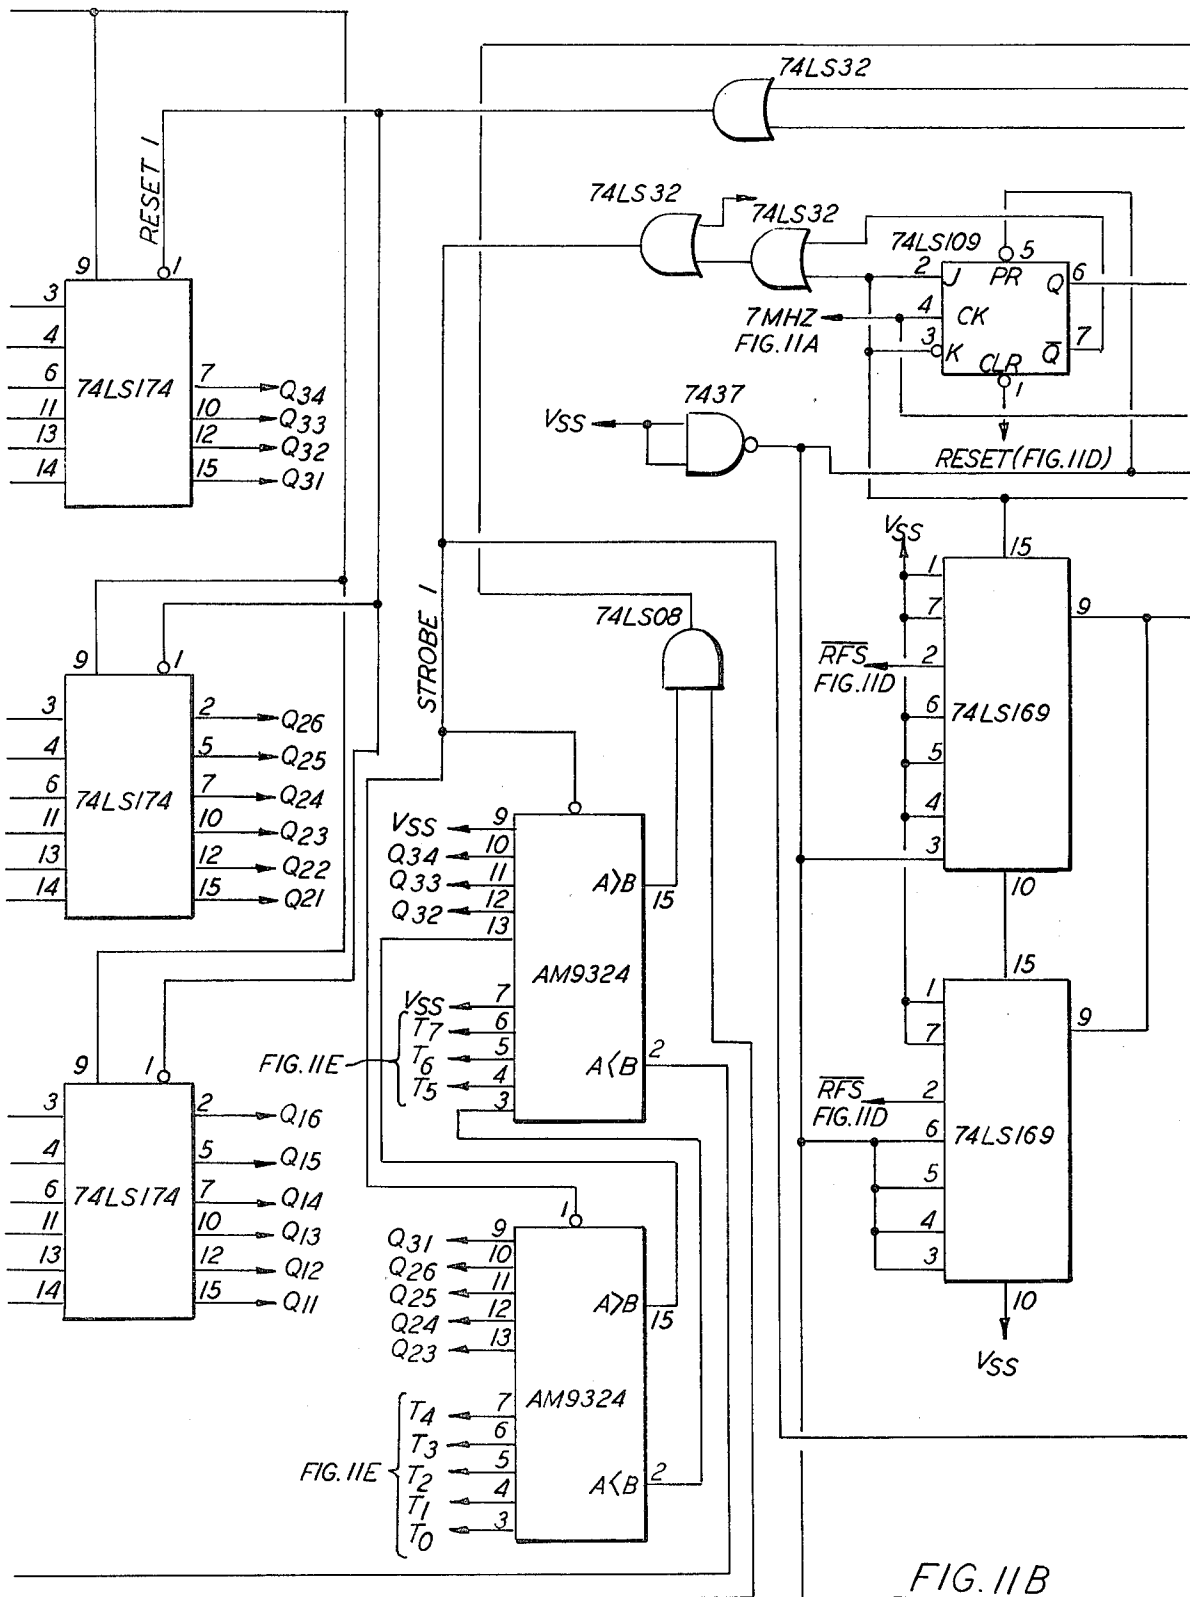 74LS32
RESET 1
74LS32
74LS32
74LS109
9
1
5
2
J
PR
Q
6
3
4
6
11
13
14
74LS174
7
Q34
10
Q33
12
Q32
15
Q31
7MHZ
FIG. 11A
4
CK
3
K
CLR
Q̅
7
1
7437
VSS
RESET (FIG. 11D)
VSS
15
1
7
9
R̅F̅S̅
FIG. 11D
2
6
74LS169
5
4
3
10
STROBE 1
74LS08
9
1
3
4
6
11
13
14
74LS174
2
Q26
5
Q25
7
Q24
10
Q23
12
Q22
15
Q21
VSS
9
Q34
10
Q33
11
Q32
12
13
A>B
15
AM9324
VSS
7
T7
6
FIG. 11E
T6
5
T5
4
3
A<B
2
15
1
7
9
R̅F̅S̅
FIG. 11D
2
6
74LS169
5
4
3
10
VSS
9
1
3
4
6
11
13
14
74LS174
2
Q16
5
Q15
7
Q14
10
Q13
12
Q12
15
Q11
1
Q31
9
Q26
10
Q25
11
Q24
12
Q23
13
A>B
15
AM9324
T4
7
T3
6
FIG. 11E
T2
5
T1
4
T0
3
A<B
2
FIG. 11B